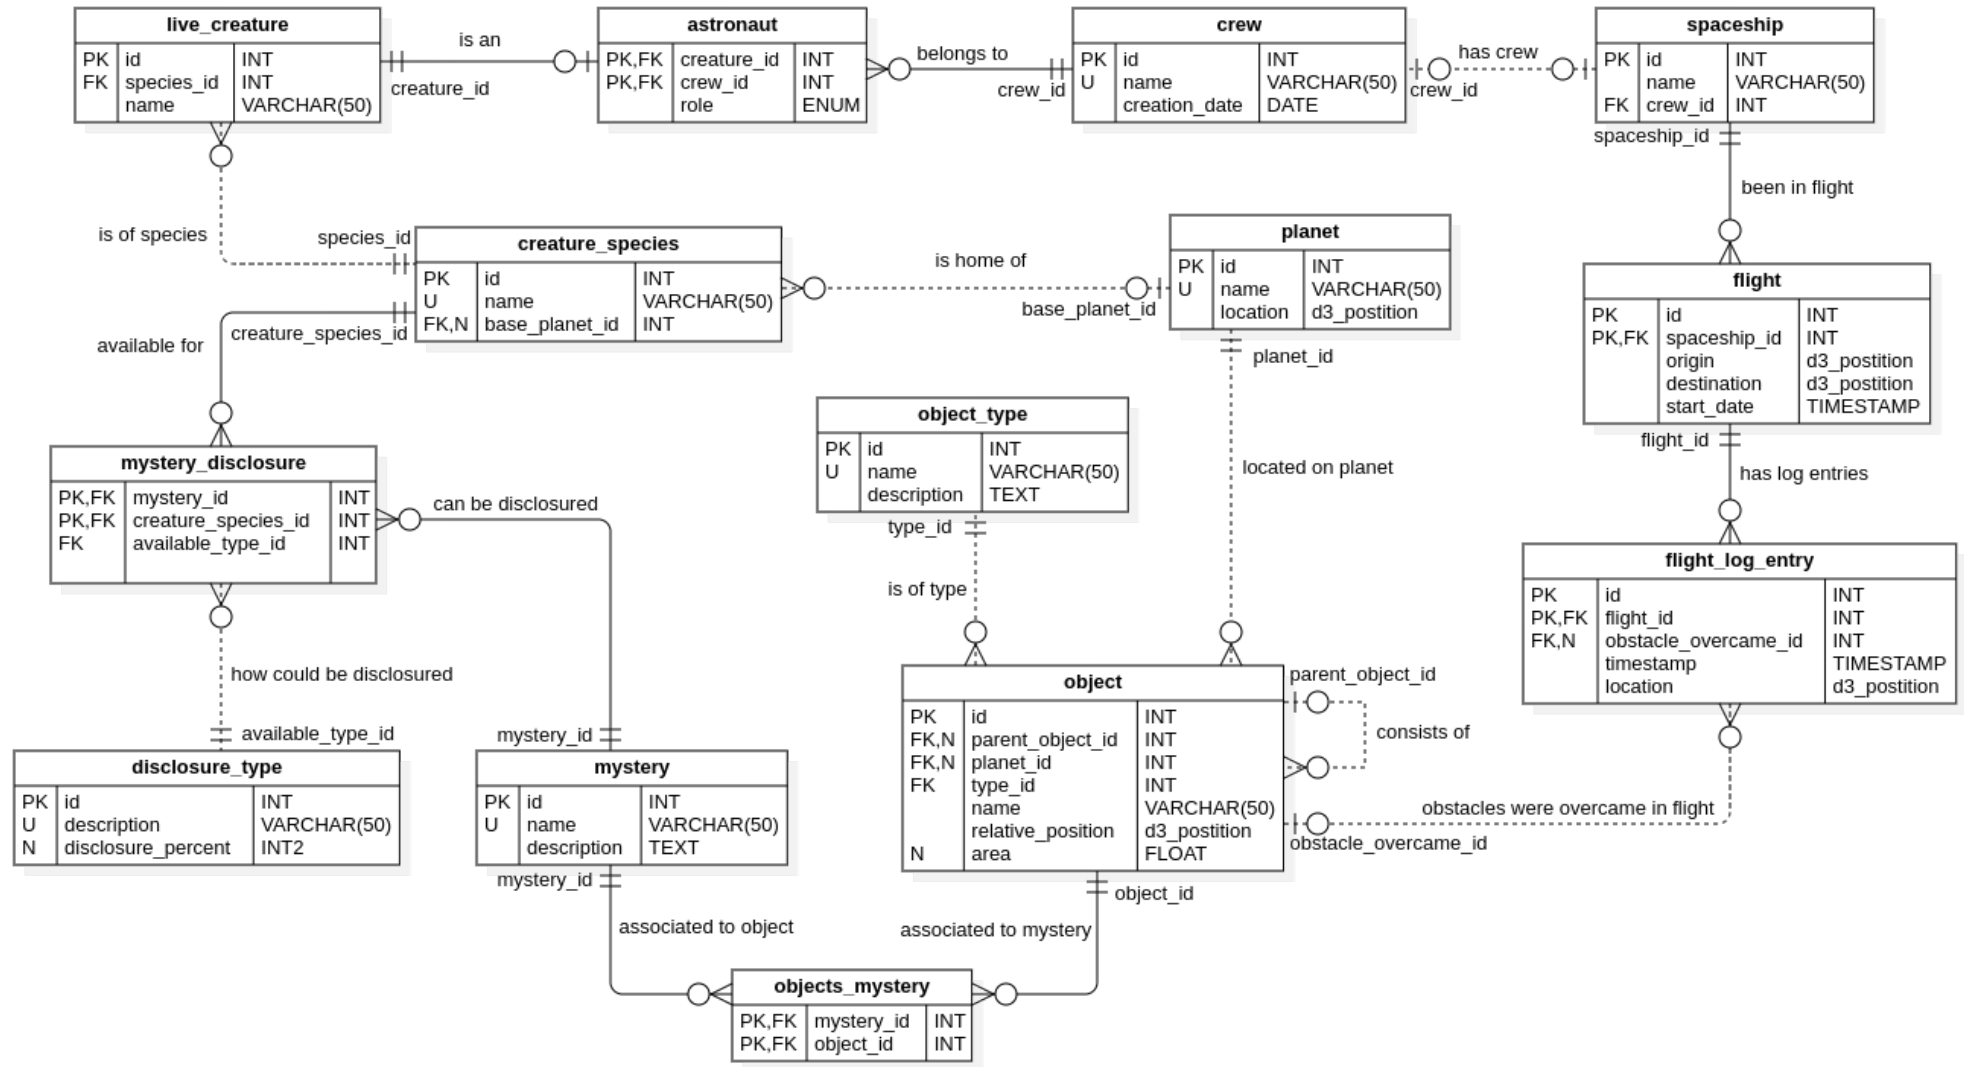 live_creature
PK id INT
FK species_id INT
name VARCHAR(50)
is an
creature_id
astronaut
PK,FK creature_id INT
PK,FK crew_id INT
role ENUM
belongs to
crew_id
crew
PK id INT
U name VARCHAR(50)
creation_date DATE
has crew
crew_id
spaceship
PK id INT
name VARCHAR(50)
FK crew_id INT
spaceship_id
been in flight
is of species
species_id
creature_species
PK id INT
U name VARCHAR(50)
FK,N base_planet_id INT
is home of
base_planet_id
planet
PK id INT
U name VARCHAR(50)
location d3_postition
planet_id
flight
PK id INT
PK,FK spaceship_id INT
origin d3_postition
destination d3_postition
start_date TIMESTAMP
flight_id
has log entries
available for
creature_species_id
object_type
PK id INT
U name VARCHAR(50)
description TEXT
type_id
is of type
located on planet
mystery_disclosure
PK,FK mystery_id INT
PK,FK creature_species_id INT
FK available_type_id INT
can be disclosured
how could be disclosured
available_type_id
mystery_id
flight_log_entry
PK id INT
PK,FK flight_id INT
FK,N obstacle_overcame_id INT
timestamp TIMESTAMP
location d3_postition
object
PK id INT
FK,N parent_object_id INT
FK,N planet_id INT
FK type_id INT
name VARCHAR(50)
relative_position d3_postition
N area FLOAT
parent_object_id
consists of
obstacles were overcame in flight
obstacle_overcame_id
disclosure_type
PK id INT
U description VARCHAR(50)
N disclosure_percent INT2
mystery
PK id INT
U name VARCHAR(50)
description TEXT
mystery_id
object_id
associated to object
associated to mystery
objects_mystery
PK,FK mystery_id INT
PK,FK object_id INT